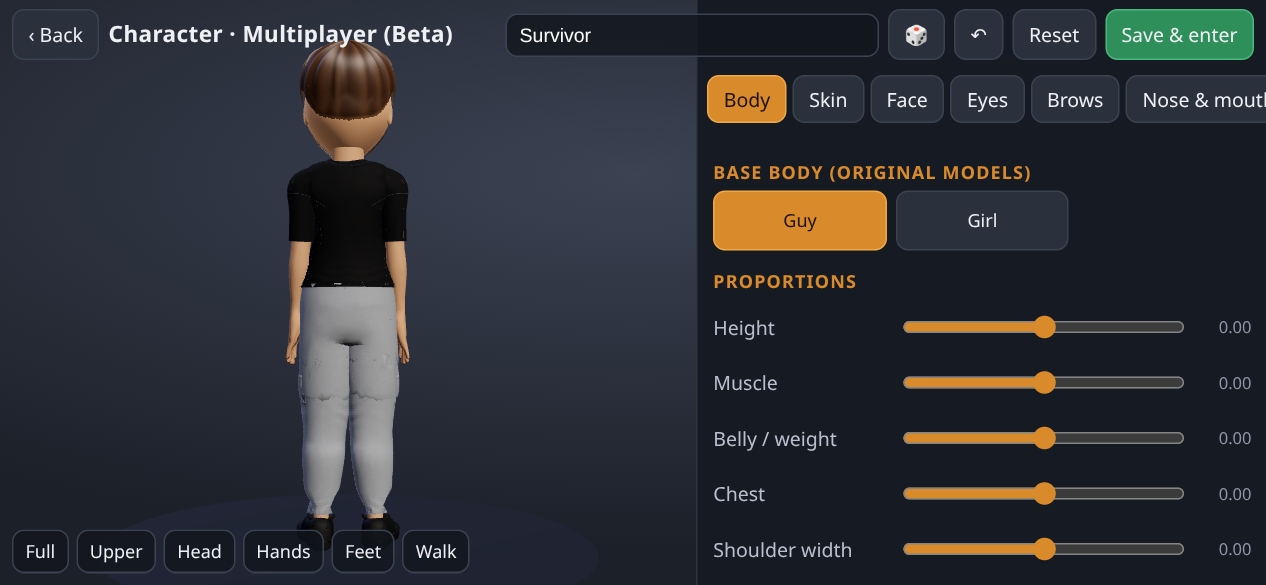 ‹ Back Character · Multiplayer (Beta) Survivor Reset Save & enter
Body Skin Face Eyes Brows Nose & mouth
BASE BODY (ORIGINAL MODELS)
Guy Girl
PROPORTIONS
Height 0.00
Muscle 0.00
Belly / weight 0.00
Chest 0.00
Shoulder width 0.00
Full Upper Head Hands Feet Walk